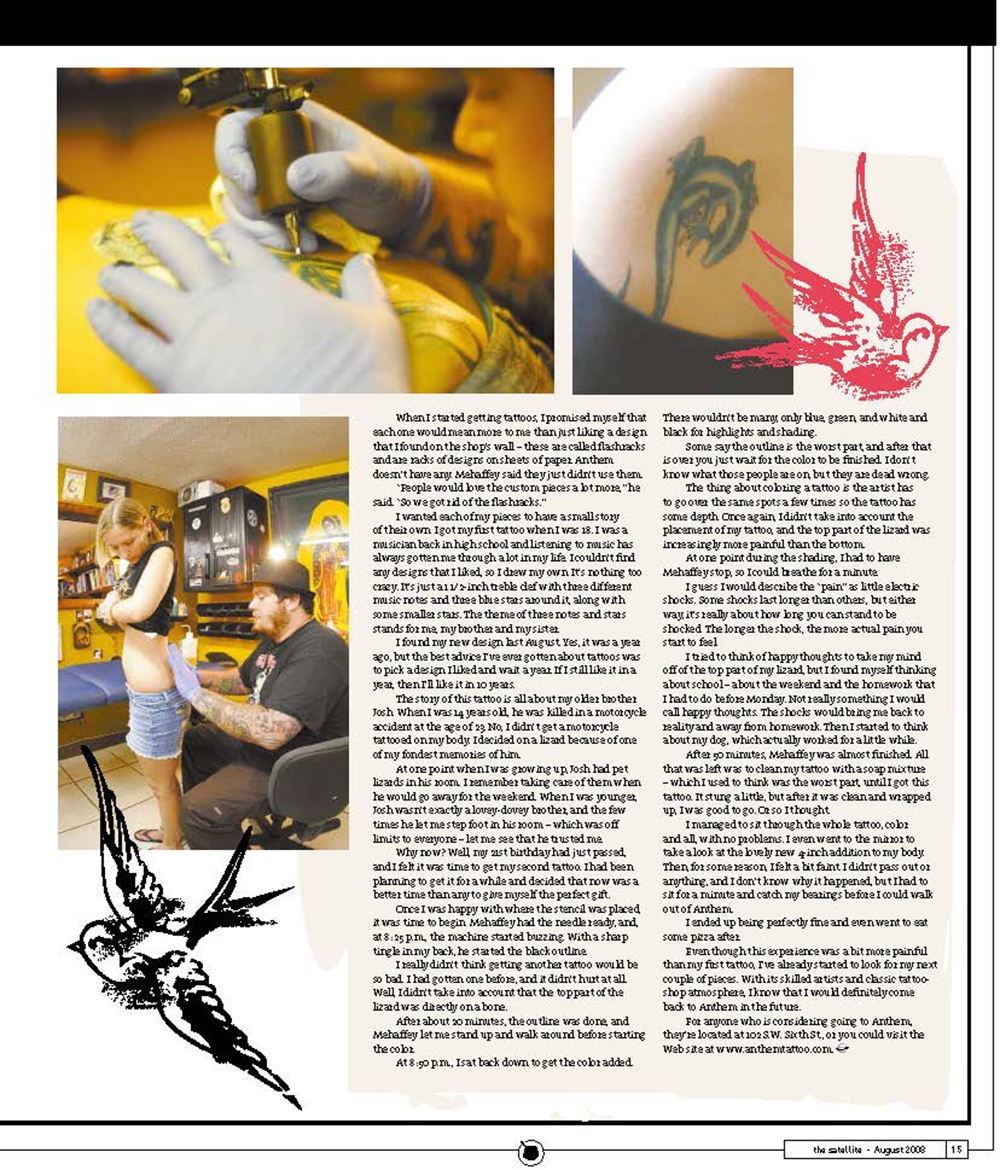 When I started getting tattoos, I promised myself that
each one would mean more to me than just liking a design
that I found on the shop's wall – these are called flashracks
and are racks of designs on sheets of paper. Anthem
doesn't have any. Mehaffey said they just didn't use them.
"People would love the custom pieces a lot more," he
said. "So we got rid of the flashracks."
I wanted each of my pieces to have a small story
of their own. I got my first tattoo when I was 18. I was a
musician back in high school and listening to music has
always gotten me through a lot in my life. I couldn't find
any designs that I liked, so I drew my own. It's nothing too
crazy. It's just a 1 1/2-inch treble clef with three different
music notes and three blue stars around it, along with
some smaller stars. The theme of three notes and stars
stands for me, my brother and my sister.
I found my new design last August. Yes, it was a year
ago, but the best advice I've ever gotten about tattoos was
to pick a design I liked and wait a year. If I still like it in a
year, then I'll like it in 10 years.
The story of this tattoo is all about my older brother
Josh. When I was 14 years old, he was killed in a motorcycle
accident at the age of 23. No, I didn't get a motorcycle
tattooed on my body. I decided on a lizard because of one
of my fondest memories of him.
At one point when I was growing up, Josh had pet
lizards in his room. I remember taking care of them when
he would go away for the weekend. When I was younger,
Josh wasn't exactly a lovey-dovey brother, and the few
times he let me step foot in his room – which was off
limits to everyone – let me see that he trusted me.
Why now? Well, my 21st birthday had just passed,
and I felt it was time to get my second tattoo. I had been
planning to get it for a while and decided that now was a
better time than any to give myself the perfect gift.
Once I was happy with where the stencil was placed,
it was time to begin. Mehaffey had the needle ready, and,
at 8:25 p.m., the machine started buzzing. With a sharp
tingle in my back, he started the black outline.
I really didn't think getting another tattoo would be
so bad. I had gotten one before, and it didn't hurt at all.
Well, I didn't take into account that the top part of the
lizard was directly on a bone.
After about 20 minutes, the outline was done, and
Mehaffey let me stand up and walk around before starting
the color.
At 8:50 p.m., I sat back down to get the color added.
There wouldn't be many, only blue, green, and white and
black for highlights and shading.
Some say the outline is the worst part, and after that
is over you just wait for the color to be finished. I don't
know what those people are on, but they are dead wrong.
The thing about coloring a tattoo is the artist has
to go over the same spots a few times so the tattoo has
some depth. Once again, I didn't take into account the
placement of my tattoo, and the top part of the lizard was
increasingly more painful than the bottom.
At one point during the shading, I had to have
Mehaffey stop, so I could breathe for a minute.
I guess I would describe the "pain" as little electric
shocks. Some shocks last longer than others, but either
way, it's really about how long you can stand to be
shocked. The longer the shock, the more actual pain you
start to feel.
I tried to think of happy thoughts to take my mind
off of the top part of my lizard, but I found myself thinking
about school – about the weekend and the homework that
I had to do before Monday. Not really something I would
call happy thoughts. The shocks would bring me back to
reality and away from homework. Then I started to think
about my dog, which actually worked for a little while.
After 50 minutes, Mehaffey was almost finished. All
that was left was to clean my tattoo with a soap mixture
– which I used to think was the worst part, until I got this
tattoo. It stung a little, but after it was clean and wrapped
up, I was good to go. Or so I thought.
I managed to sit through the whole tattoo, color
and all, with no problems. I even went to the mirror to
take a look at the lovely new 4-inch addition to my body.
Then, for some reason, I felt a bit faint. I didn't pass out or
anything, and I don't know why it happened, but I had to
sit for a minute and catch my bearings before I could walk
out of Anthem.
I ended up being perfectly fine and even went to eat
some pizza after.
Even though this experience was a bit more painful
than my first tattoo, I've already started to look for my next
couple of pieces. With its skilled artists and classic tattoo-
shop atmosphere, I know that I would definitely come
back to Anthem in the future.
For anyone who is considering going to Anthem,
they're located at 102 S.W. Sixth St., or you could visit the
Web site at www.anthemtattoo.com.
the satellite - August 2008 15